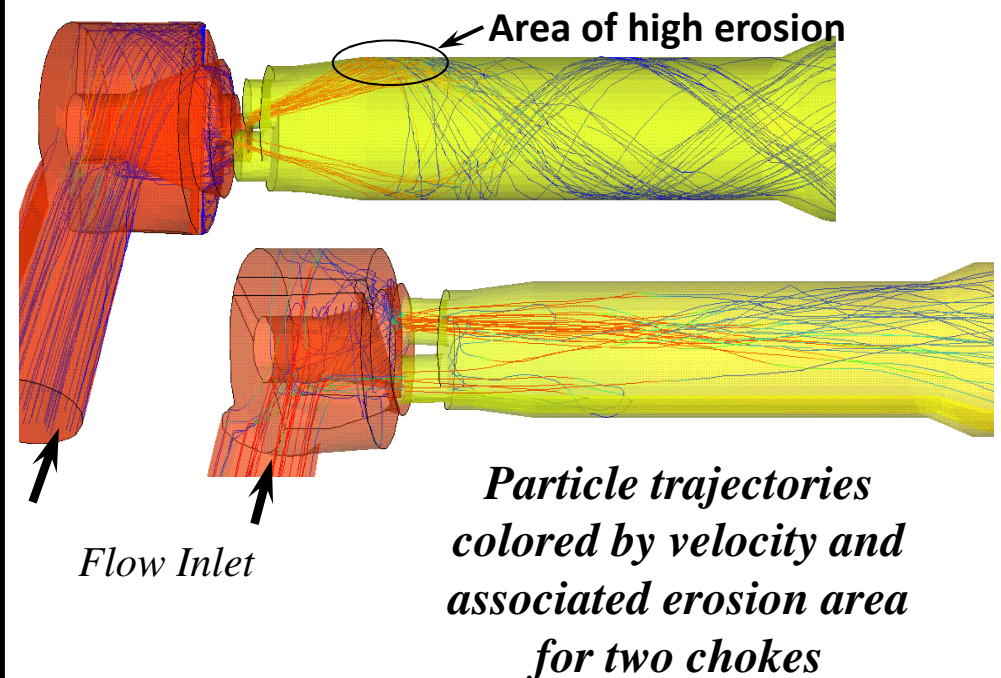 Area of high erosion
Flow Inlet
Particle trajectories
colored by velocity and
associated erosion area
for two chokes